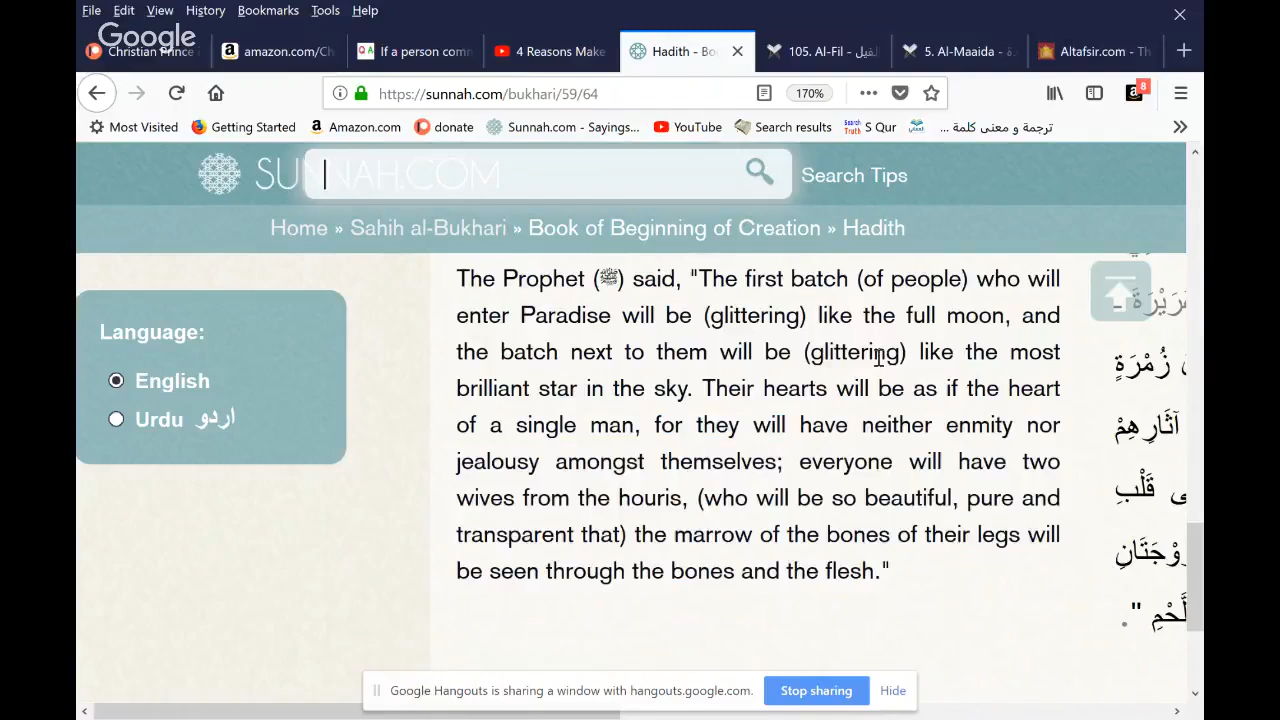 File Edit View History Bookmarks Tools Help
Google
Christian Prince amazon.com/Ch Q A If a person com 4 Reasons Make Hadith - Bo 105. Al-Fil - الفيل 5. Al-Maaida - Altafsir.com - Th
https://sunnah.com/bukhari/59/64 170% 8
Most Visited Getting Started Amazon.com donate Sunnah.com - Sayings... YouTube Search results Search Truth S Qur ترجمة و معنى كلمة ...
SUNNAH.COM Search Tips
Home » Sahih al-Bukhari » Book of Beginning of Creation » Hadith
Language:
English
Urdu اردو
The Prophet (ﷺ) said, "The first batch (of people) who will
enter Paradise will be (glittering) like the full moon, and
the batch next to them will be (glittering) like the most
brilliant star in the sky. Their hearts will be as if the heart
of a single man, for they will have neither enmity nor
jealousy amongst themselves; everyone will have two
wives from the houris, (who will be so beautiful, pure and
transparent that) the marrow of the bones of their legs will
be seen through the bones and the flesh."
زُمْرَةٍ
آثَارِهِمْ
قَلْبِ
" .
Google Hangouts is sharing a window with hangouts.google.com. Stop sharing Hide